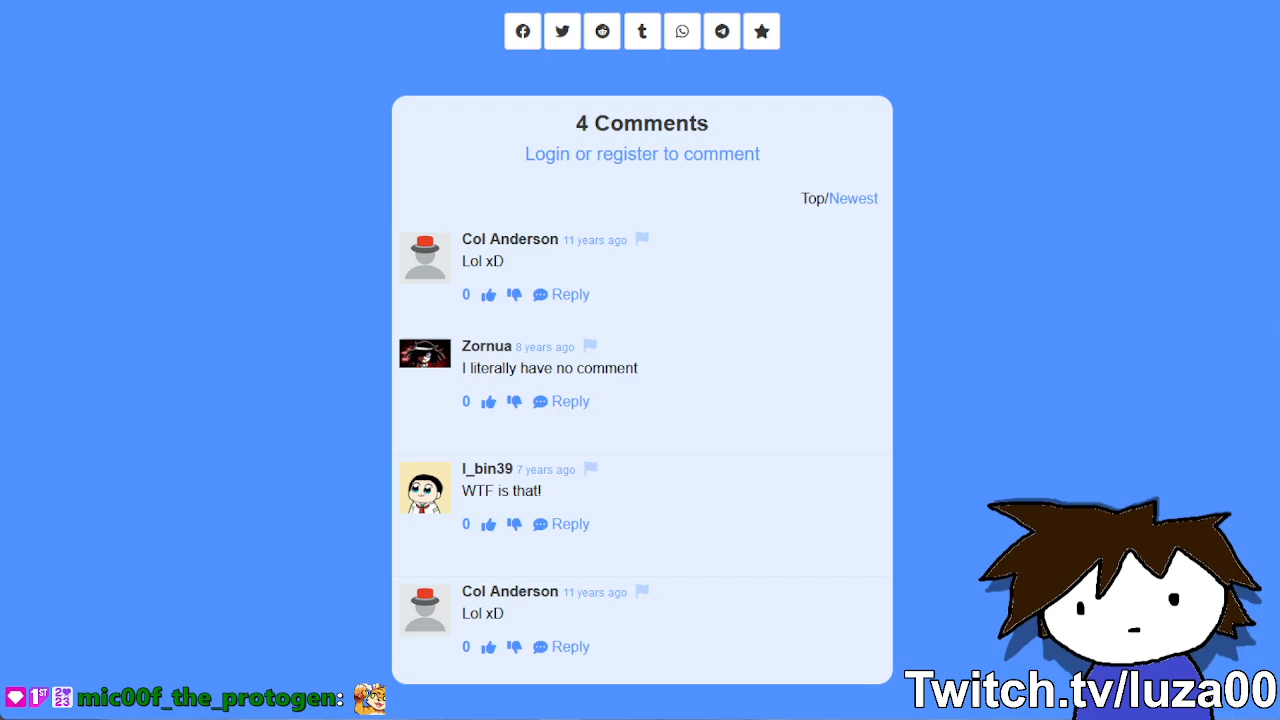 4 Comments
Login or register to comment
Top/Newest
Col Anderson 11 years ago
Lol xD
0 Reply
Zornua 8 years ago
I literally have no comment
0 Reply
I_bin39 7 years ago
WTF is that!
0 Reply
Col Anderson 11 years ago
Lol xD
0 Reply
1ST 2023 mic00f_the_protogen:
Twitch.tv/luza00